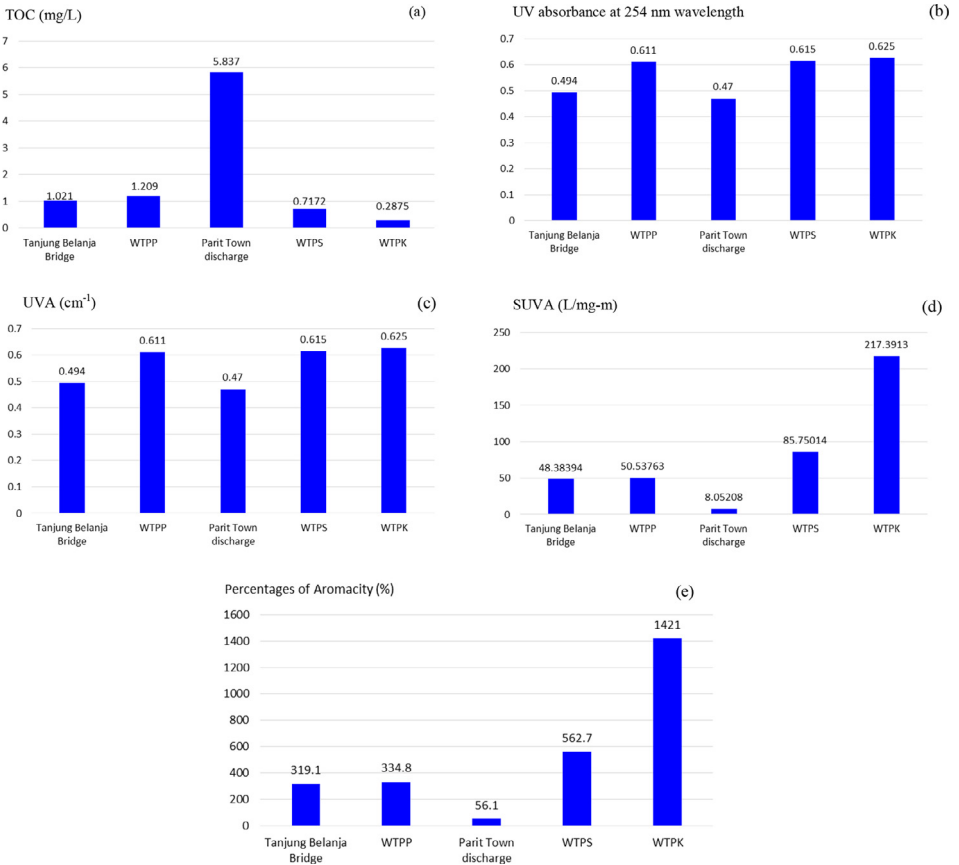 TOC (mg/L)
(a)
7
6
5
4
3
2
1
0
1.021
1.209
5.837
0.7172
0.2875
Tanjung Belanja
Bridge
WTPP
Parit Town
discharge
WTPS
WTPK
UV absorbance at 254 nm wavelength
(b)
0.7
0.6
0.5
0.4
0.3
0.2
0.1
0
0.494
0.611
0.47
0.615
0.625
Tanjung Belanja
Bridge
WTPP
Parit Town
discharge
WTPS
WTPK
UVA (cm⁻¹)
(c)
0.7
0.6
0.5
0.4
0.3
0.2
0.1
0
0.494
0.611
0.47
0.615
0.625
Tanjung Belanja
Bridge
WTPP
Parit Town
discharge
WTPS
WTPK
SUVA (L/mg-m)
(d)
250
200
150
100
50
0
48.38394
50.53763
8.05208
85.75014
217.3913
Tanjung Belanja
Bridge
WTPP
Parit Town
discharge
WTPS
WTPK
Percentages of Aromacity (%)
(e)
1600
1400
1200
1000
800
600
400
200
0
319.1
334.8
56.1
562.7
1421
Tanjung Belanja
Bridge
WTPP
Parit Town
discharge
WTPS
WTPK